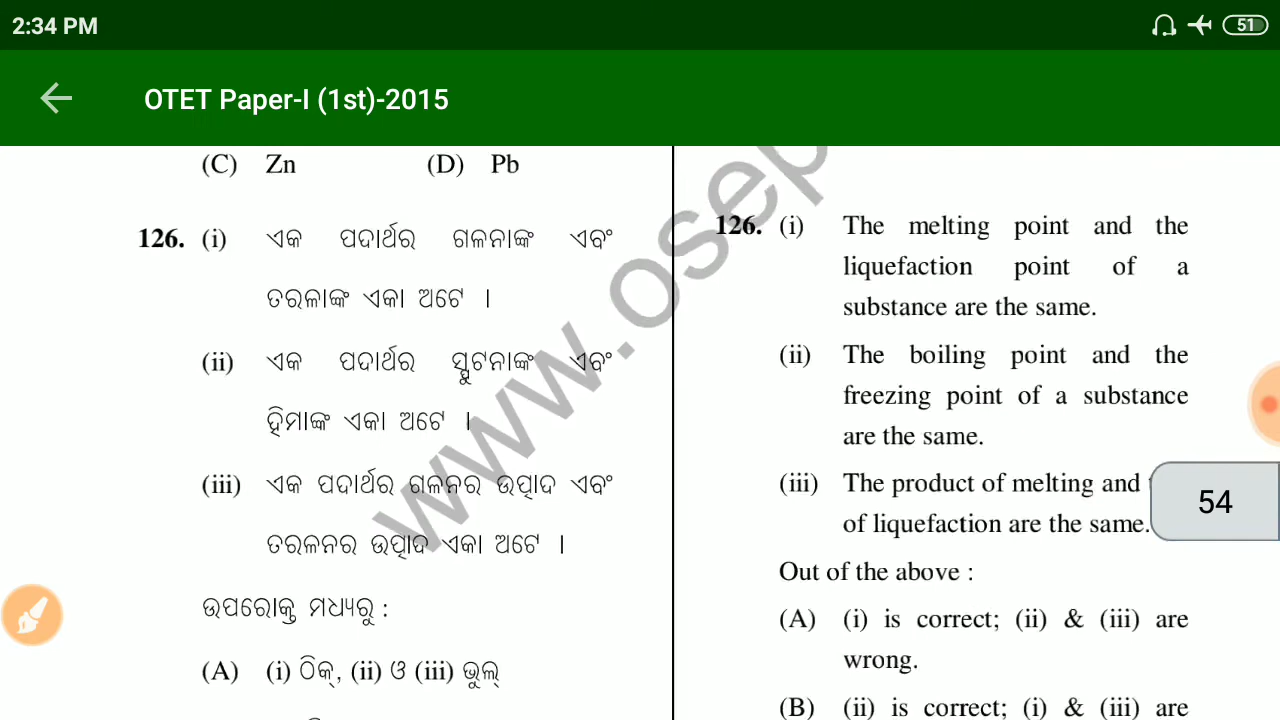 2:34 PM
51
OTET Paper-I (1st)-2015
(C) Zn (D) Pb
126. (i) ଏକ ପଦାର୍ଥର ଗଳନାଙ୍କ ଏବଂ
ତରଳାଙ୍କ ଏକା ଅଟେ ।
(ii) ଏକ ପଦାର୍ଥର ସ୍ଫୁଟନାଙ୍କ ଏବଂ
ହିମାଙ୍କ ଏକା ଅଟେ ।
(iii) ଏକ ପଦାର୍ଥର ଗଳନର ଉତ୍ପାଦ ଏବଂ
ତରଳନର ଉତ୍ପାଦ ଏକା ଅଟେ ।
ଉପରୋକ୍ତ ମଧ୍ୟରୁ :
(A) (i) ଠିକ୍, (ii) ଓ (iii) ଭୁଲ୍
126. (i) The melting point and the
liquefaction point of a
substance are the same.
(ii) The boiling point and the
freezing point of a substance
are the same.
(iii) The product of melting and
of liquefaction are the same.
Out of the above :
(A) (i) is correct; (ii) & (iii) are
wrong.
(B) (ii) is correct; (i) & (iii) are
54
www.osep